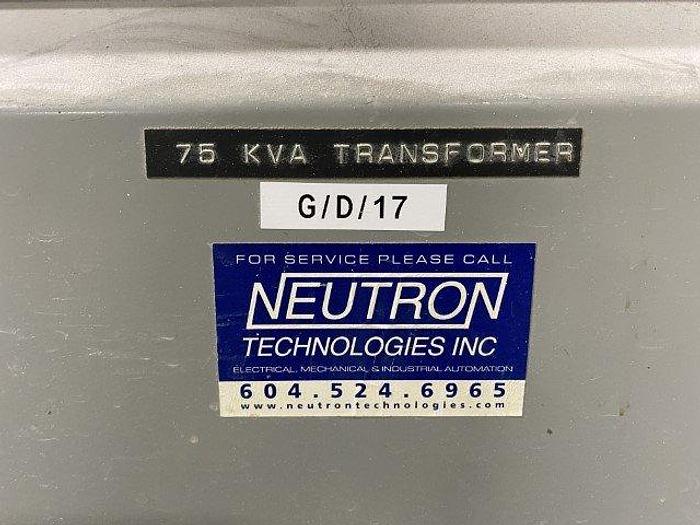 75 KVA TRANSFORMER
G/D/17
FOR SERVICE PLEASE CALL
NEUTRON
TECHNOLOGIES INC
ELECTRICAL, MECHANICAL & INDUSTRIAL AUTOMATION
604.524.6965
www.neutrontechnologies.com